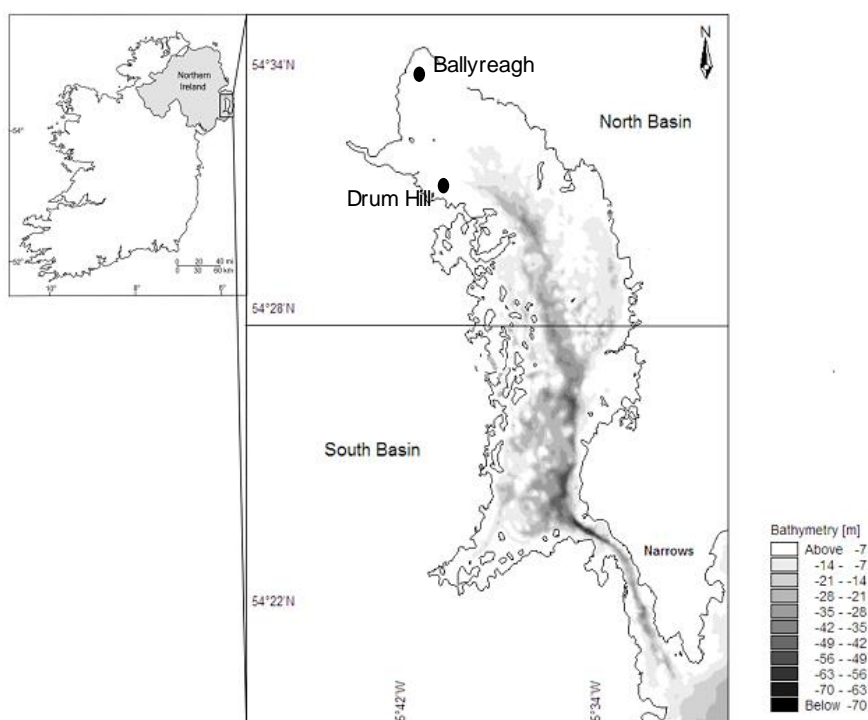 Northern
Ireland
54°
52°
20 40 mi
30 60 km
10°
8°
6°
54°34'N
54°28'N
54°22'N
N
Ballyreagh
North Basin
Drum Hill
South Basin
Narrows
5°42'W
5°34'W
Bathymetry [m]
Above -7
-14 - -7
-21 - -14
-28 - -21
-35 - -28
-42 - -35
-49 - -42
-56 - -49
-63 - -56
-70 - -63
Below -70